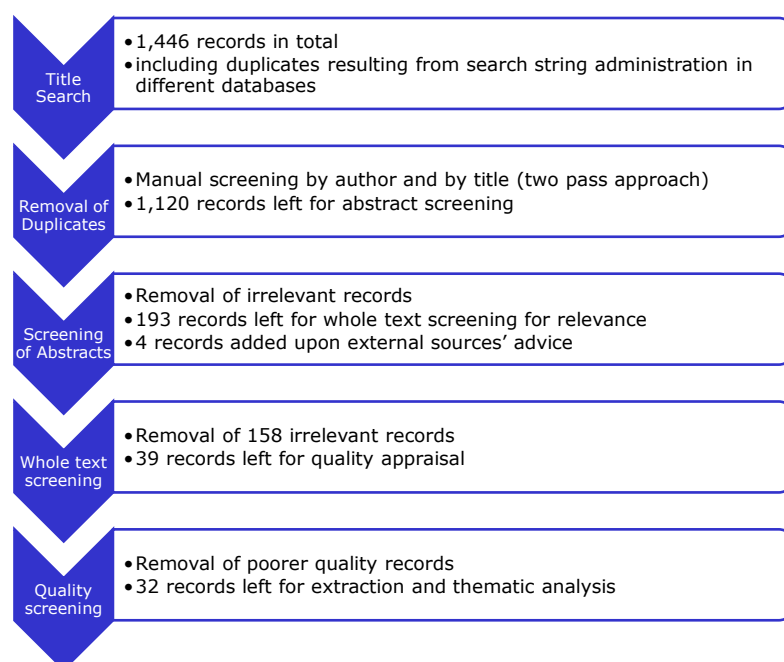 Title
Search
•1,446 records in total
•including duplicates resulting from search string administration in
different databases
Removal of
Duplicates
•Manual screening by author and by title (two pass approach)
•1,120 records left for abstract screening
Screening
of Abstracts
•Removal of irrelevant records
•193 records left for whole text screening for relevance
•4 records added upon external sources’ advice
Whole text
screening
•Removal of 158 irrelevant records
•39 records left for quality appraisal
Quality
screening
•Removal of poorer quality records
•32 records left for extraction and thematic analysis